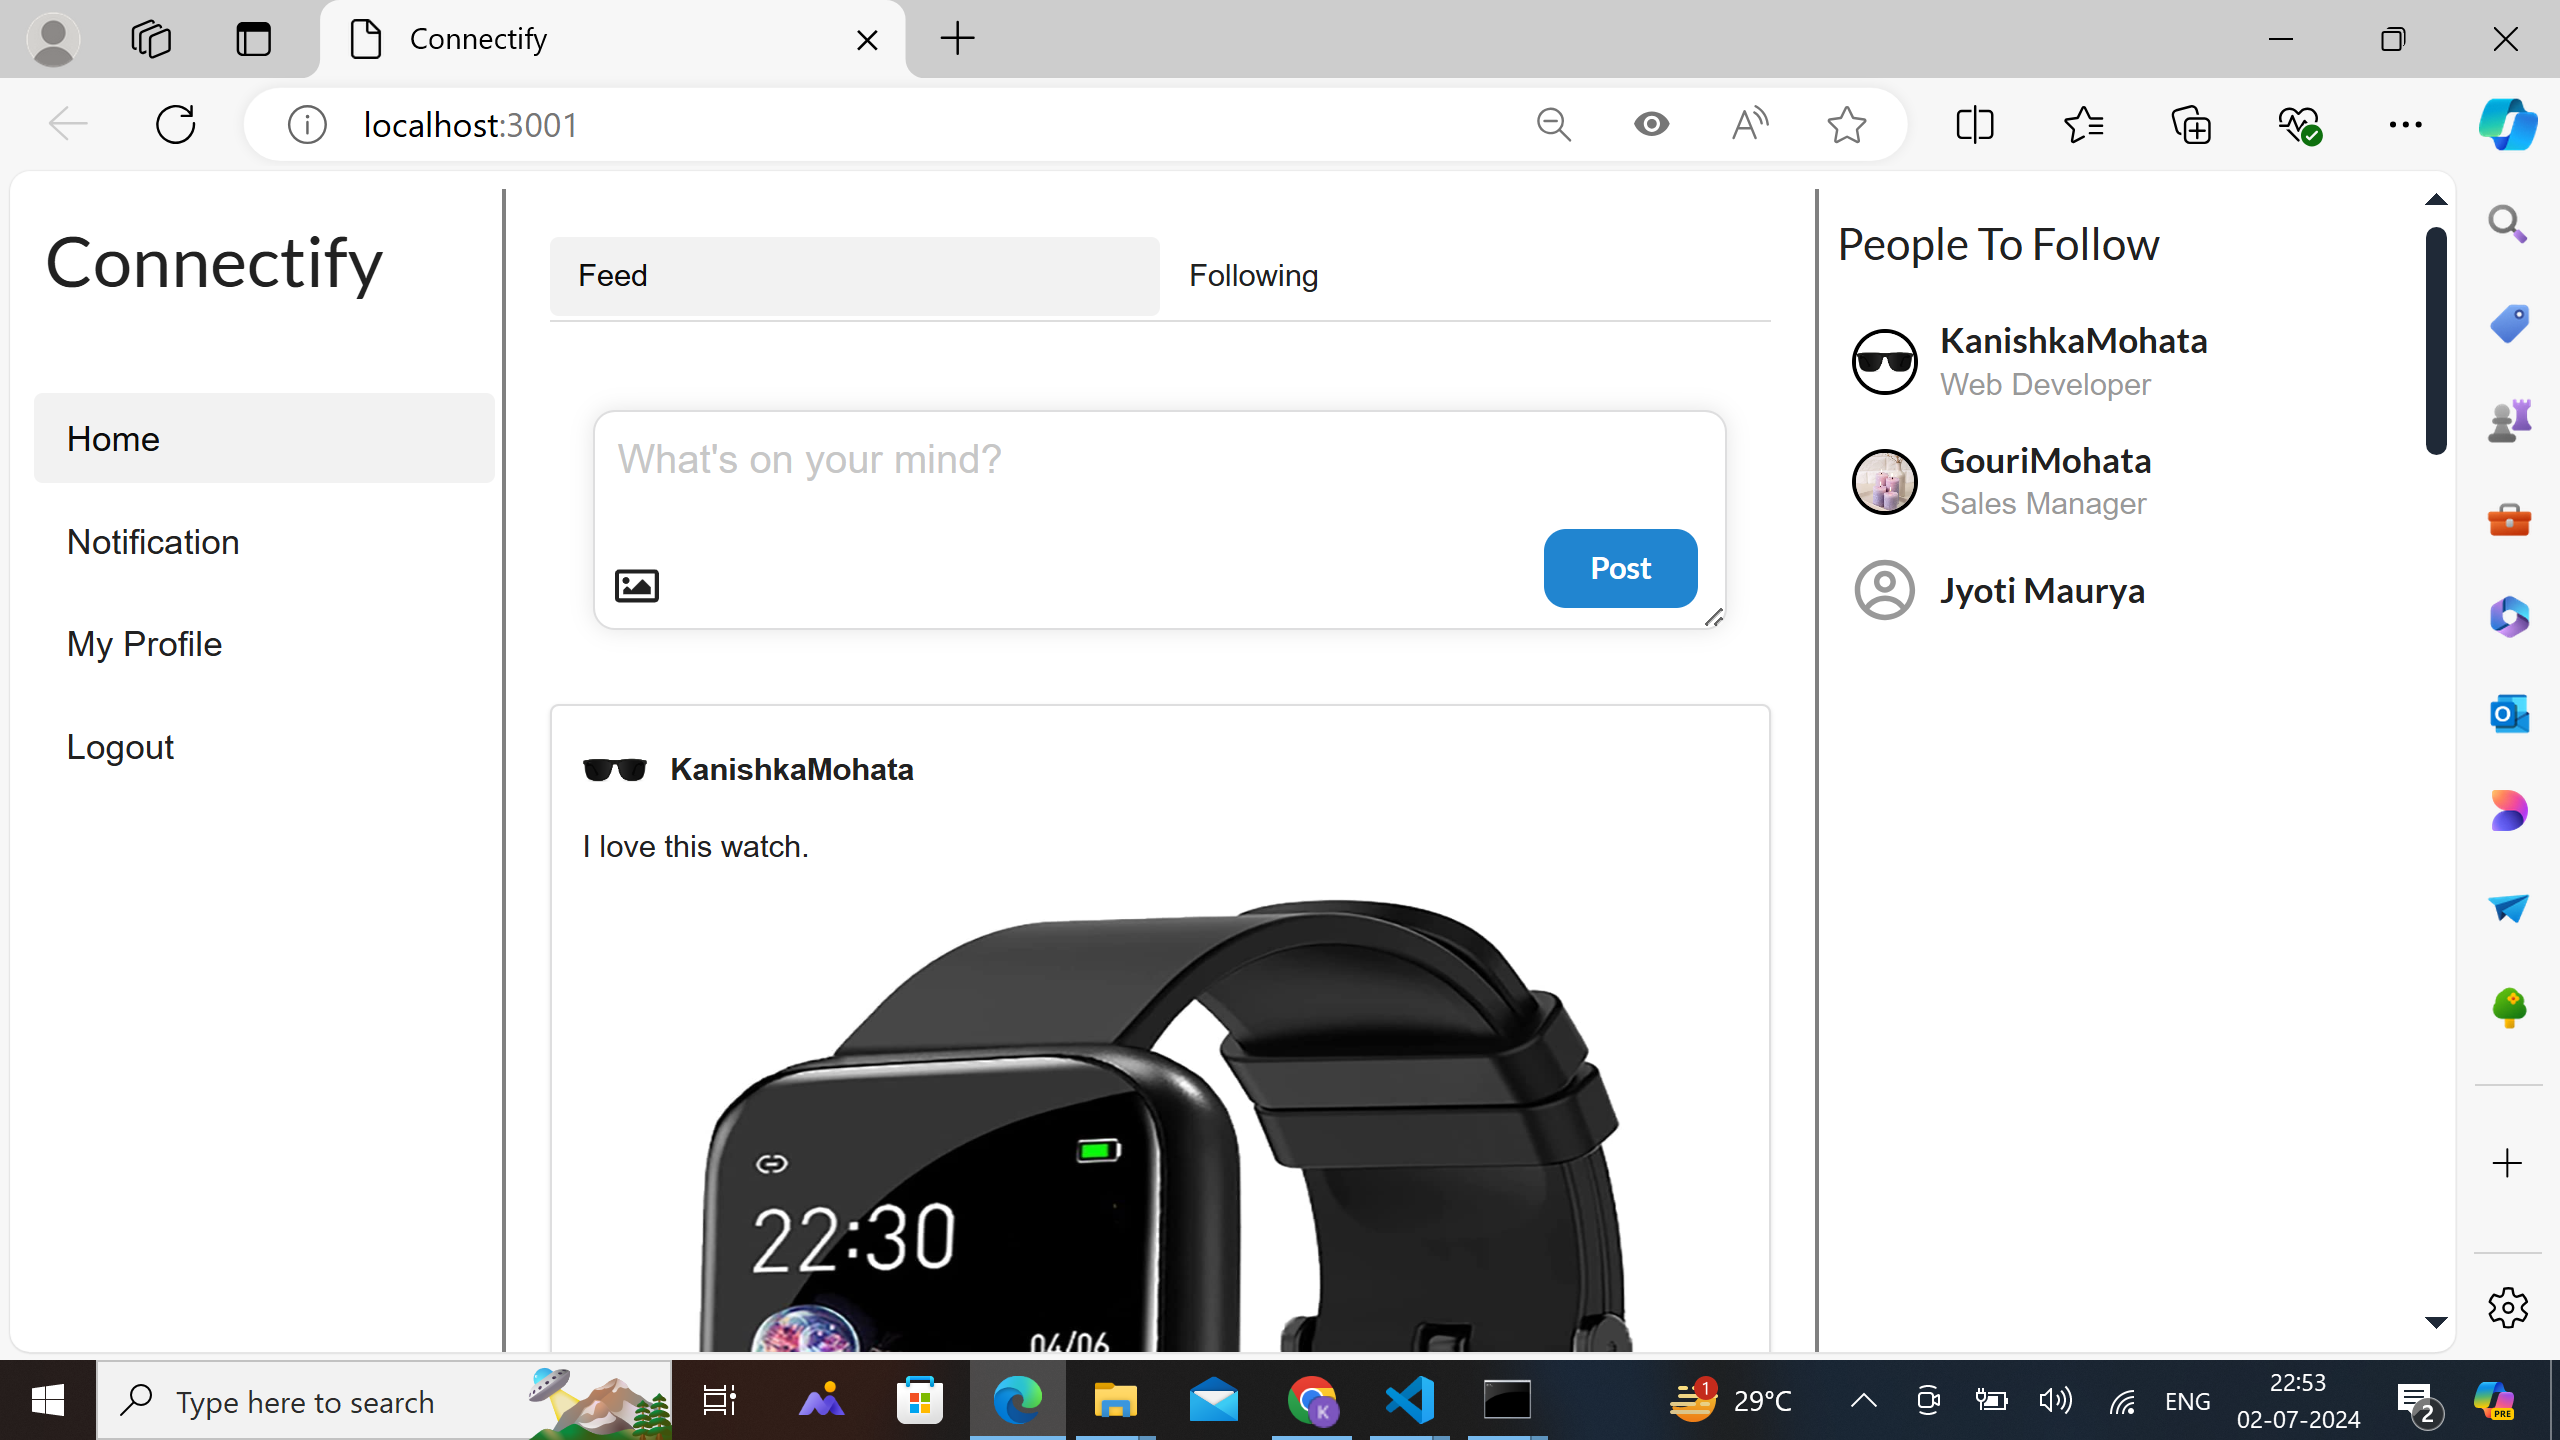 Connectify
localhost:3001
Connectify
Home
Notification
My Profile
Logout
Feed
Following
What's on your mind?
Post
KanishkaMohata
I love this watch.
22:30
04/06
People To Follow
KanishkaMohata
Web Developer
GouriMohata
Sales Manager
Jyoti Maurya
Type here to search
K
1
29°C
ENG
22:53
02-07-2024
2
PRE